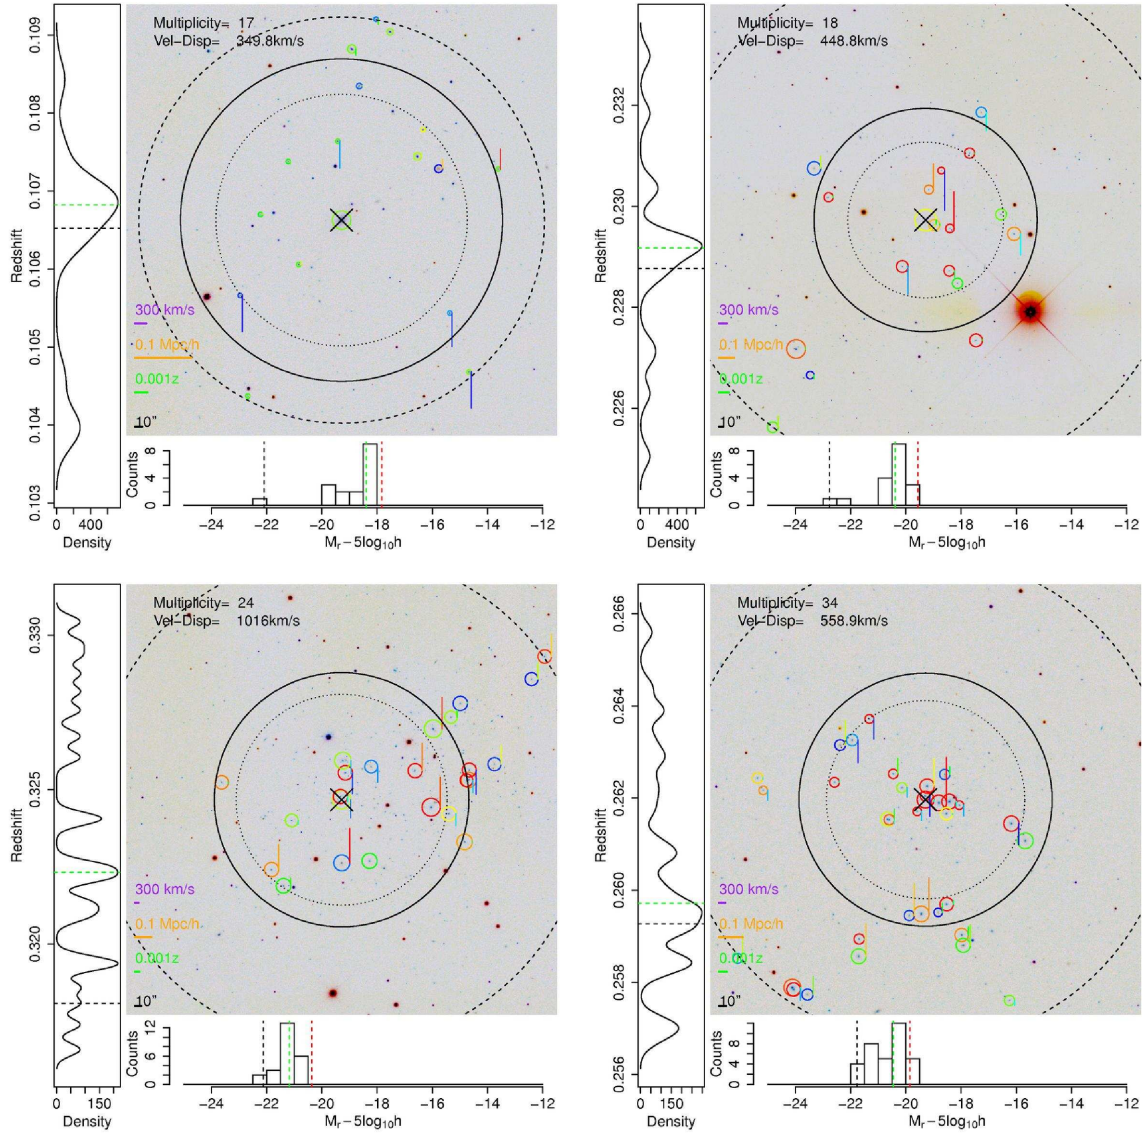 Multiplicity= 17
Vel-Disp= 349.8km/s
Redshift
0.103 0.104 0.105 0.106 0.107 0.108 0.109
300 km/s
0.1 Mpc/h
0.001z
10"
0 400
Density
Counts
0 4 8
-24 -22 -20 -18 -16 -14 -12
Mr-5log10h
Multiplicity= 18
Vel-Disp= 448.8km/s
Redshift
0.226 0.228 0.230 0.232
300 km/s
0.1 Mpc/h
0.001z
10"
0 400
Density
Counts
0 4 8
-24 -22 -20 -18 -16 -14 -12
Mr-5log10h
Multiplicity= 24
Vel-Disp= 1016km/s
Redshift
0.320 0.325 0.330
300 km/s
0.1 Mpc/h
0.001z
10"
0 150
Density
Counts
0 6 12
-24 -22 -20 -18 -16 -14 -12
Mr-5log10h
Multiplicity= 34
Vel-Disp= 558.9km/s
Redshift
0.256 0.258 0.260 0.262 0.264 0.266
300 km/s
0.1 Mpc/h
0.001z
10"
0 150
Density
Counts
0 4 8
-24 -22 -20 -18 -16 -14 -12
Mr-5log10h